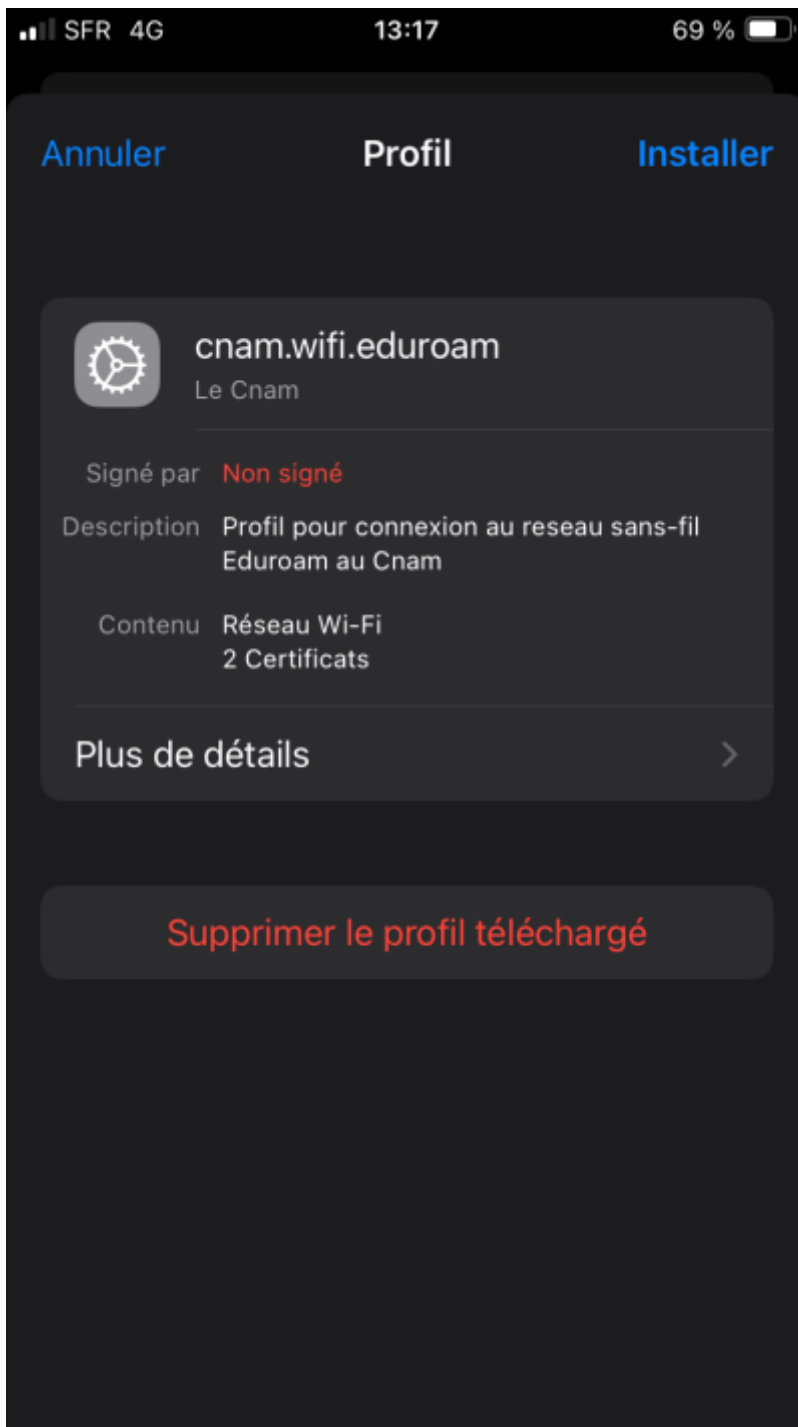 SFR 4G 13:17 69 %
Annuler Profil Installer
cnam.wifi.eduroam
Le Cnam
Signé par Non signé
Description Profil pour connexion au reseau sans-fil
Eduroam au Cnam
Contenu Réseau Wi-Fi
2 Certificats
Plus de détails
Supprimer le profil téléchargé